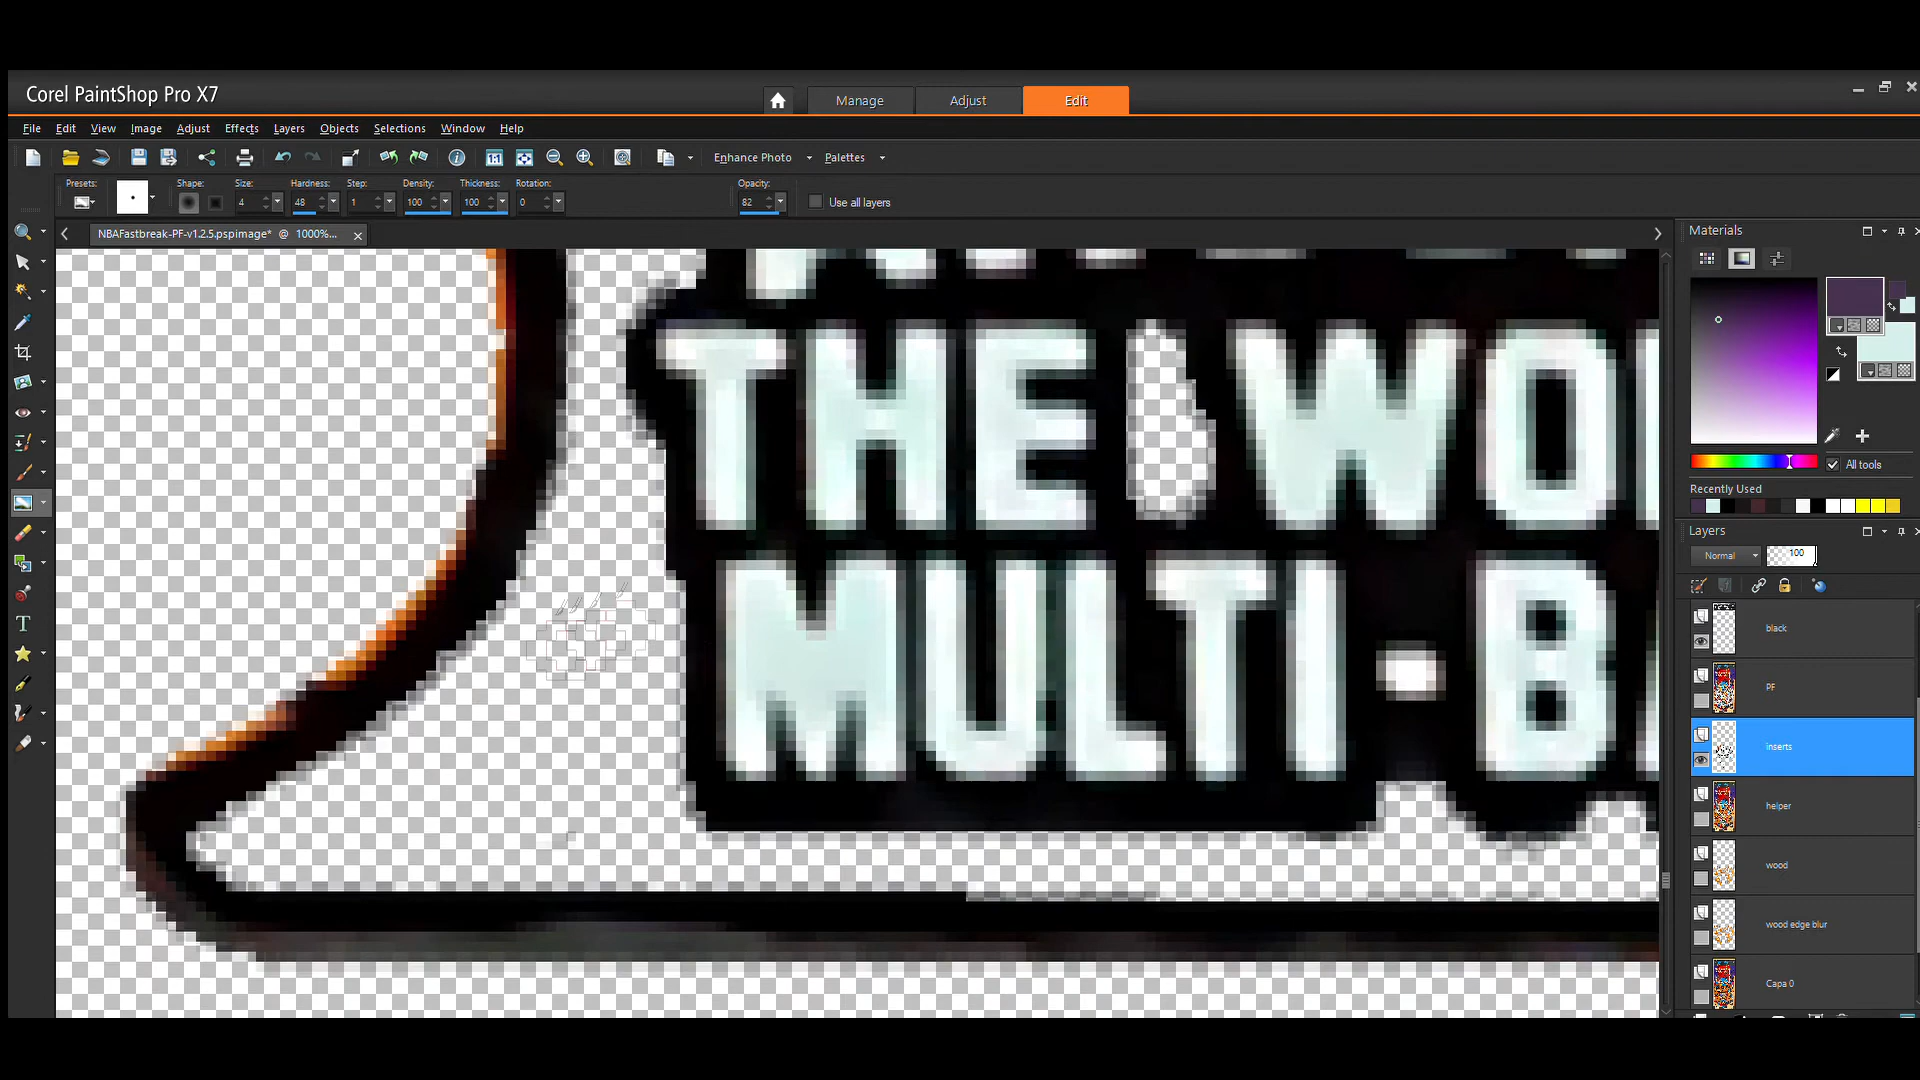 Corel PaintShop Pro X7
Manage Adjust Edit
File Edit View Image Adjust Effects Layers Objects Selections Window Help
1:1 Enhance Photo Palettes
Presets: Shape: Size: Hardness: Step: Density: Thickness: Rotation: Opacity:
4 48 1 100 100 0 82 Use all layers
NBAFastbreak-PF-v1.2.5.pspimage* @ 1000%...
Materials
All tools
Recently Used
Layers
Normal 100
black
PF
inserts
helper
wood
wood edge blur
Capa 0
THE WO
MULTI-B